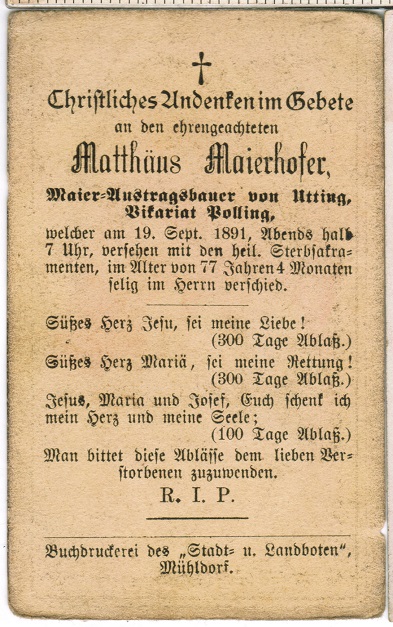 Christliches Andenken im Gebete
an den ehrengeachteten
Matthäus Maierhofer,
Maier=Austragsbauer von Utting,
Vikariat Polling,
welcher am 19. Sept. 1891, Abends halb
7 Uhr, versehen mit den heil. Sterbsakra-
menten, im Alter von 77 Jahren 4 Monaten
selig im Herrn verschied.
Süßes Herz Jesu, sei meine Liebe!
(300 Tage Ablaß.)
Süßes Herz Mariä, sei meine Rettung!
(300 Tage Ablaß.)
Jesus, Maria und Josef, Euch schenk ich
mein Herz und meine Seele;
(100 Tage Ablaß.)
Man bittet diese Ablässe dem lieben Ver-
storbenen zuzuwenden.
R. I. P.
Buchdruckerei des „Stadt- u. Landboten",
Mühldorf.